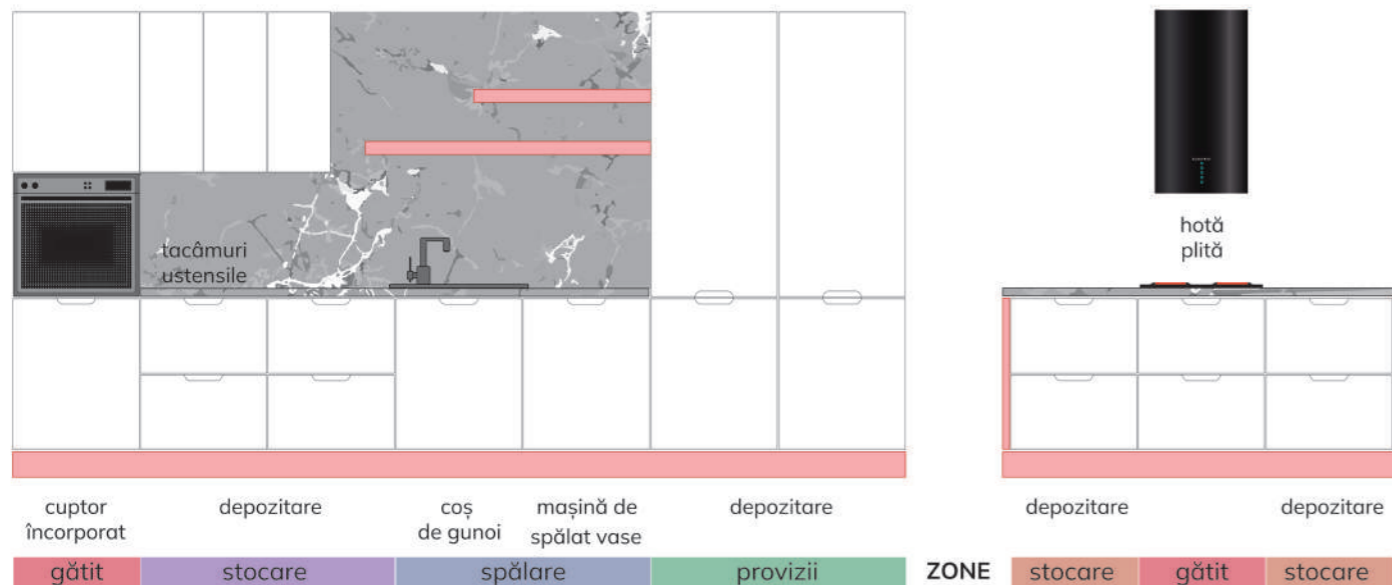 tacâmuri
ustensile
hotă
plită
cuptor
încorporat
depozitare
coș
de gunoi
mașină de
spălat vase
depozitare
depozitare
depozitare
gătit
stocare
spălare
provizii
ZONE
stocare
gătit
stocare